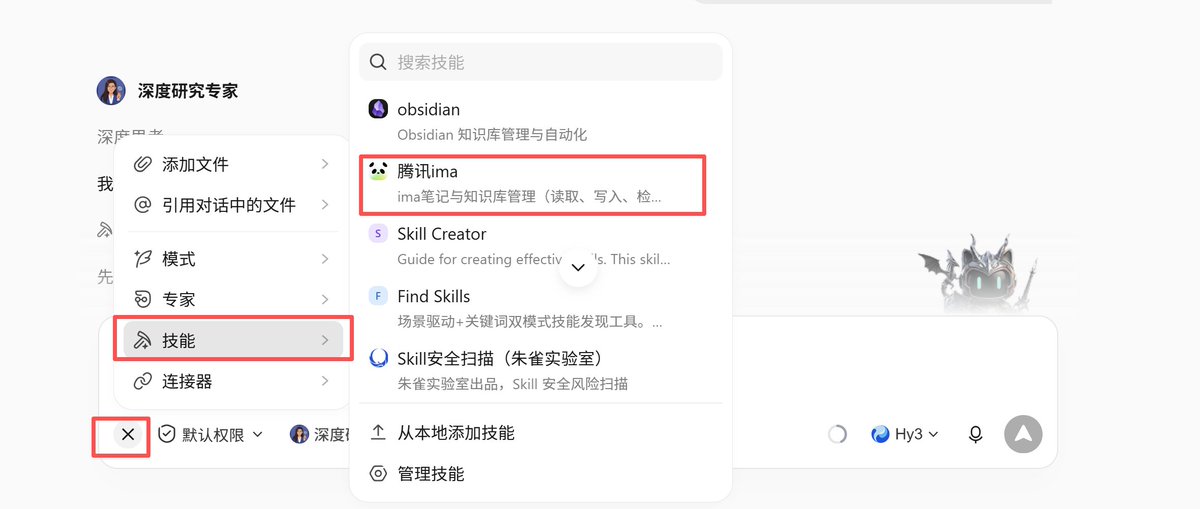 搜索技能
深度研究专家
obsidian
Obsidian 知识库管理与自动化
深度思考
添加文件
腾讯ima
我
ima笔记与知识库管理（读取、写入、检...
引用对话中的文件
Skill Creator
模式
Guide for creating effective skills. This skil...
先
专家
Find Skills
场景驱动+关键词双模式技能发现工具。...
技能
Skill安全扫描（朱雀实验室）
连接器
朱雀实验室出品，Skill 安全风险扫描
默认权限
深度
从本地添加技能
Hy3
管理技能
S
F